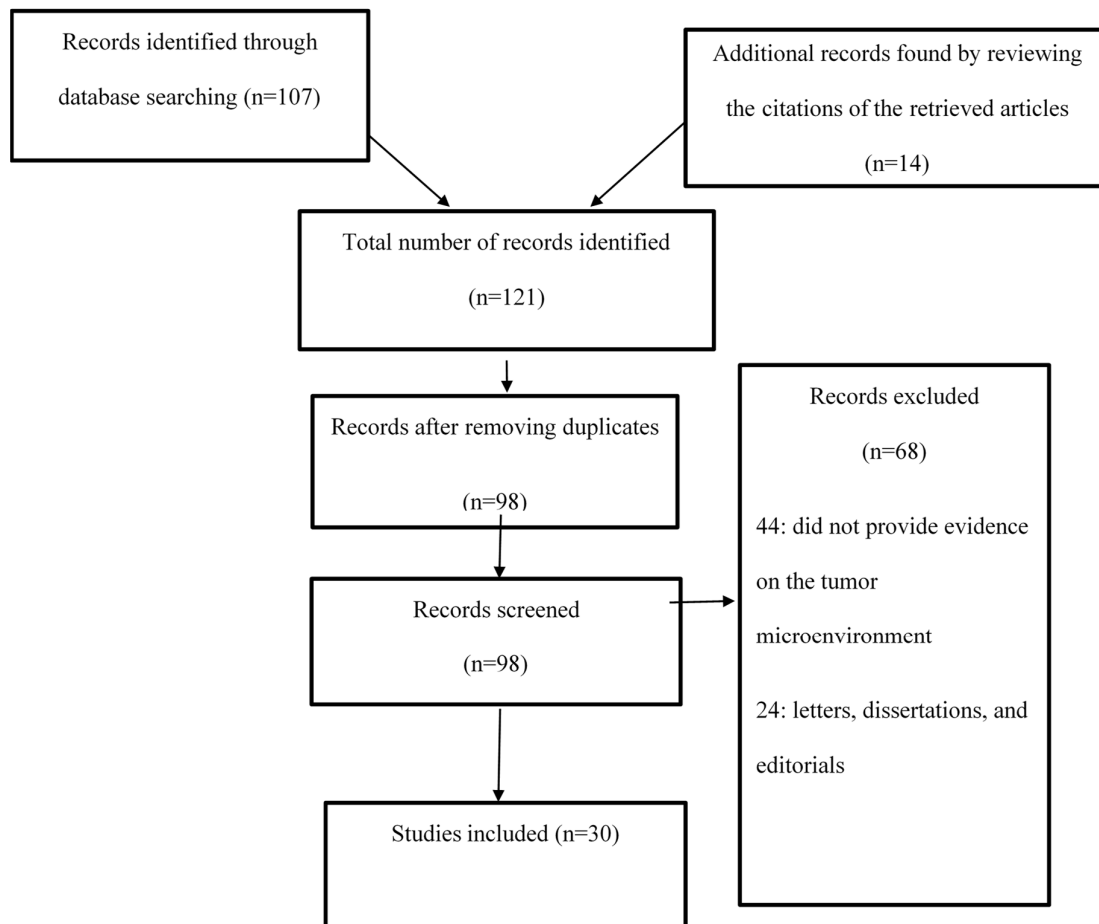 Records identified through
database searching (n=107)
Additional records found by reviewing
the citations of the retrieved articles
(n=14)
Total number of records identified
(n=121)
Records after removing duplicates
(n=98)
Records screened
(n=98)
Records excluded
(n=68)
44: did not provide evidence
on the tumor
microenvironment
24: letters, dissertations, and
editorials
Studies included (n=30)